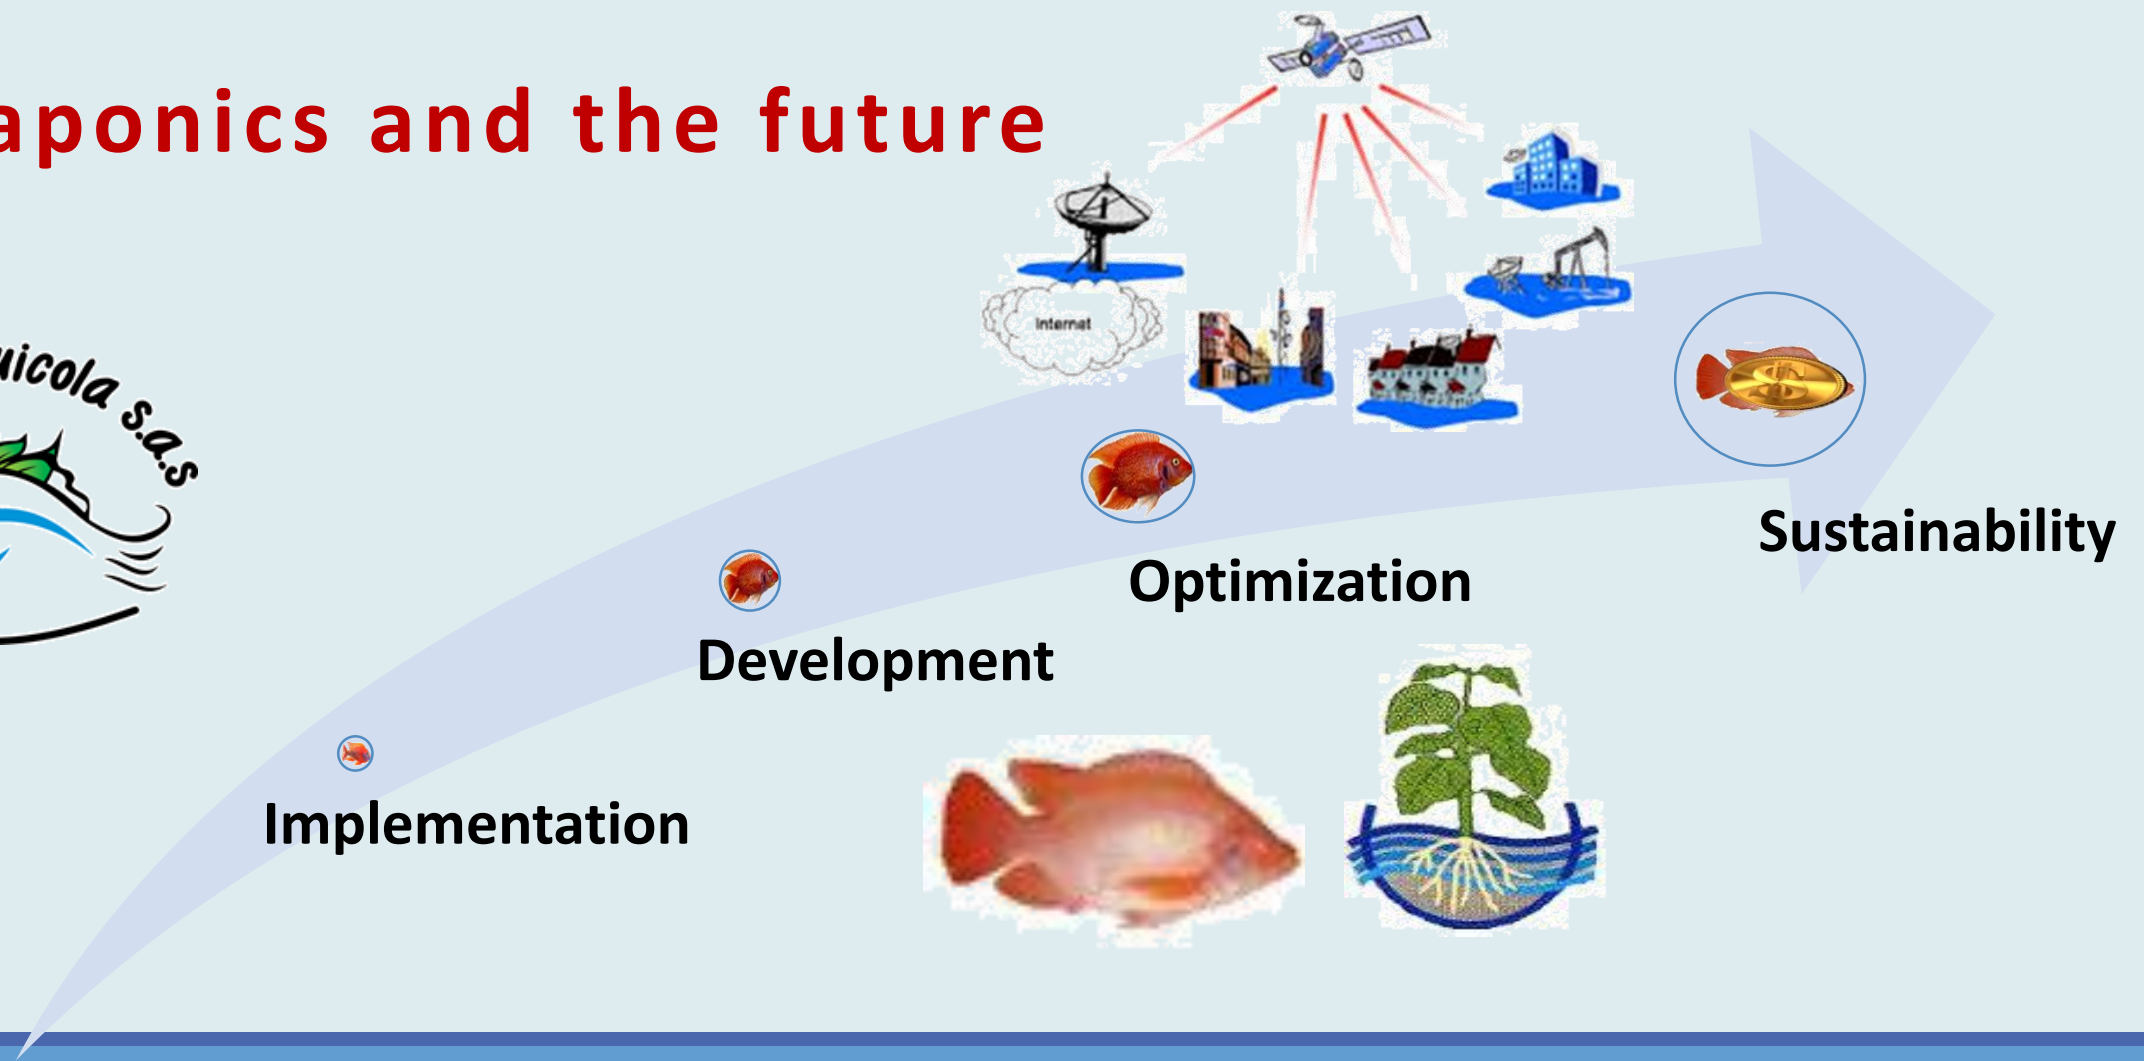 aponics and the future
uicola s.a.s
Internet
Sustainability
Optimization
Development
Implementation